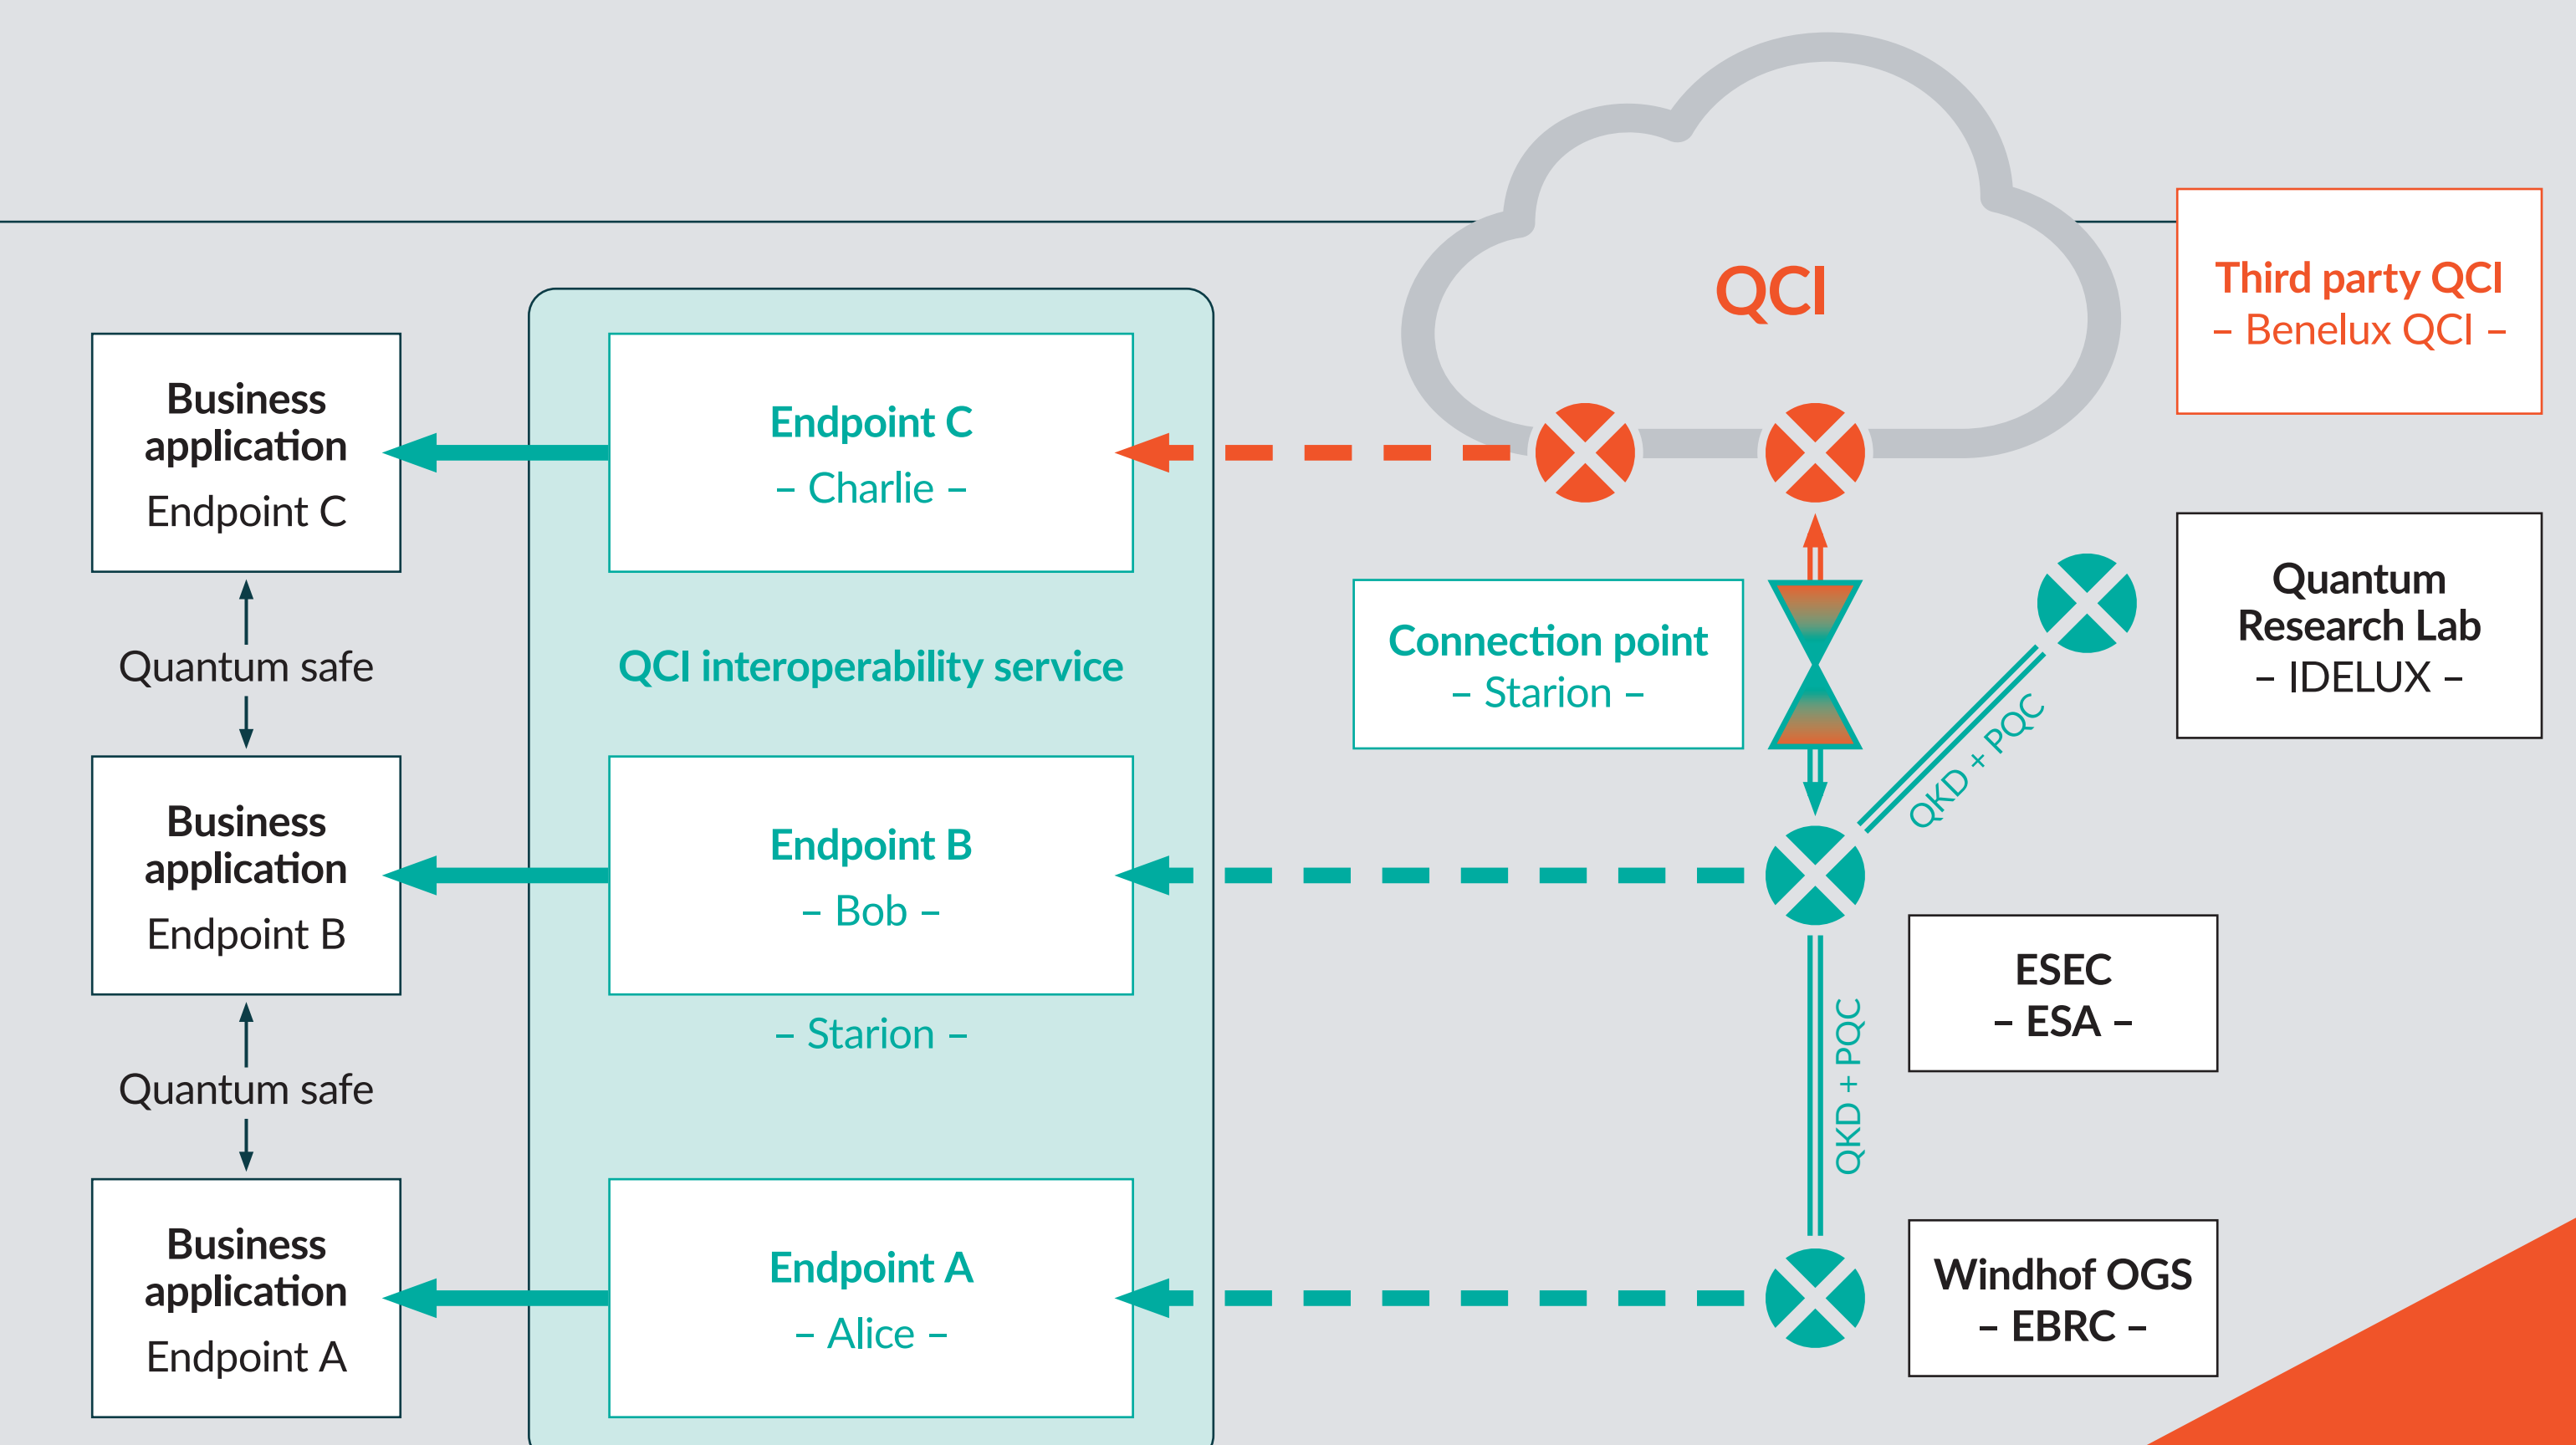 QCI
Third party QCI
– Benelux QCI –
Business
application
Endpoint C
Endpoint C
– Charlie –
Quantum
Research Lab
– IDELUX –
Quantum safe
QCI interoperability service
Connection point
– Starion –
QKD + PQC
Business
application
Endpoint B
Endpoint B
– Bob –
– Starion –
ESEC
– ESA –
Quantum safe
QKD + PQC
Business
application
Endpoint A
Endpoint A
– Alice –
Windhof OGS
– EBRC –